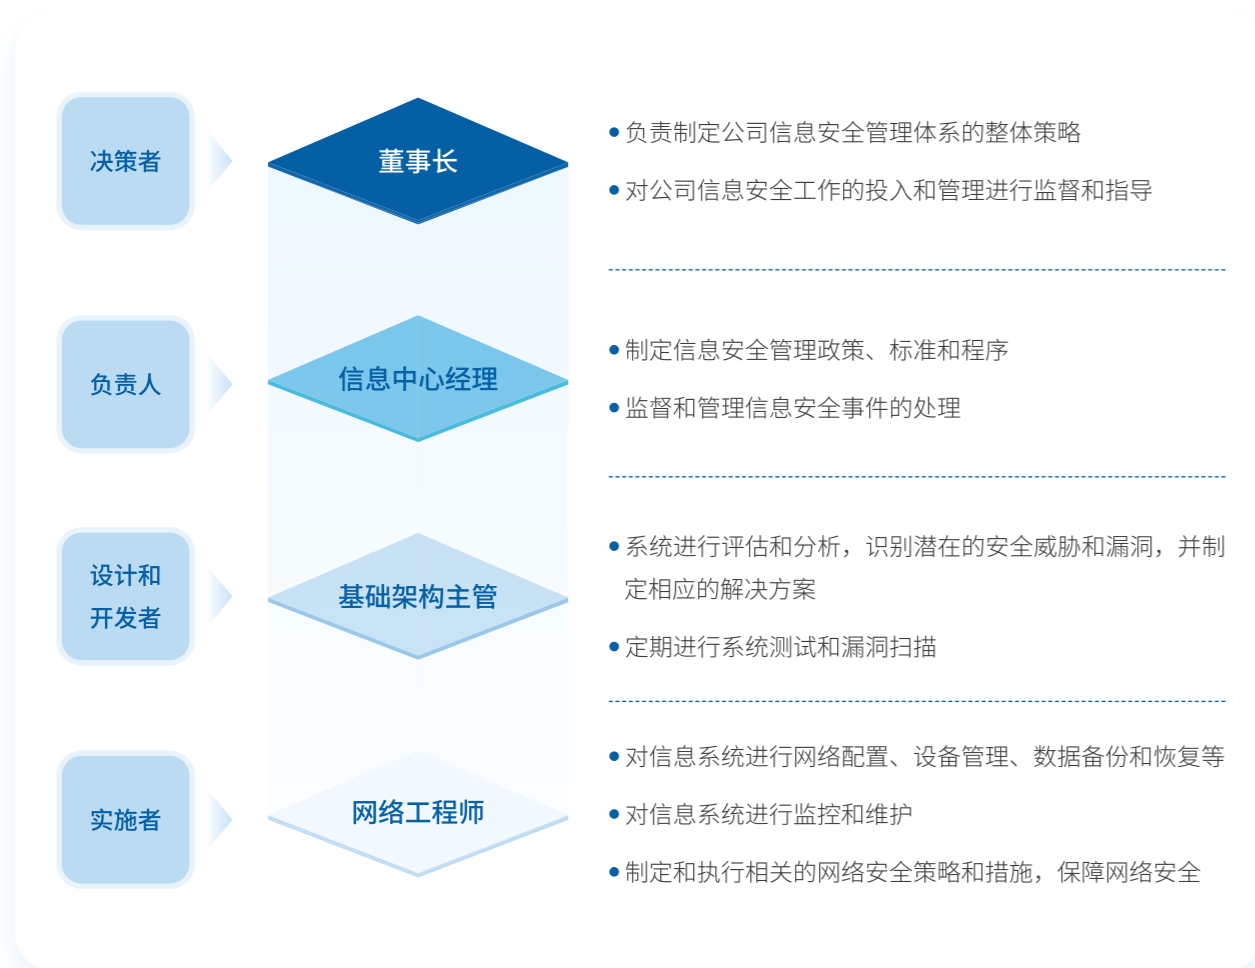 决策者
董事长
负责制定公司信息安全管理体系的整体策略
对公司信息安全工作的投入和管理进行监督和指导
负责人
信息中心经理
制定信息安全管理政策、标准和程序
监督和管理信息安全事件的处理
设计和
开发者
基础架构主管
系统进行评估和分析，识别潜在的安全威胁和漏洞，并制
定相应的解决方案
定期进行系统测试和漏洞扫描
实施者
网络工程师
对信息系统进行网络配置、设备管理、数据备份和恢复等
对信息系统进行监控和维护
制定和执行相关的网络安全策略和措施，保障网络安全